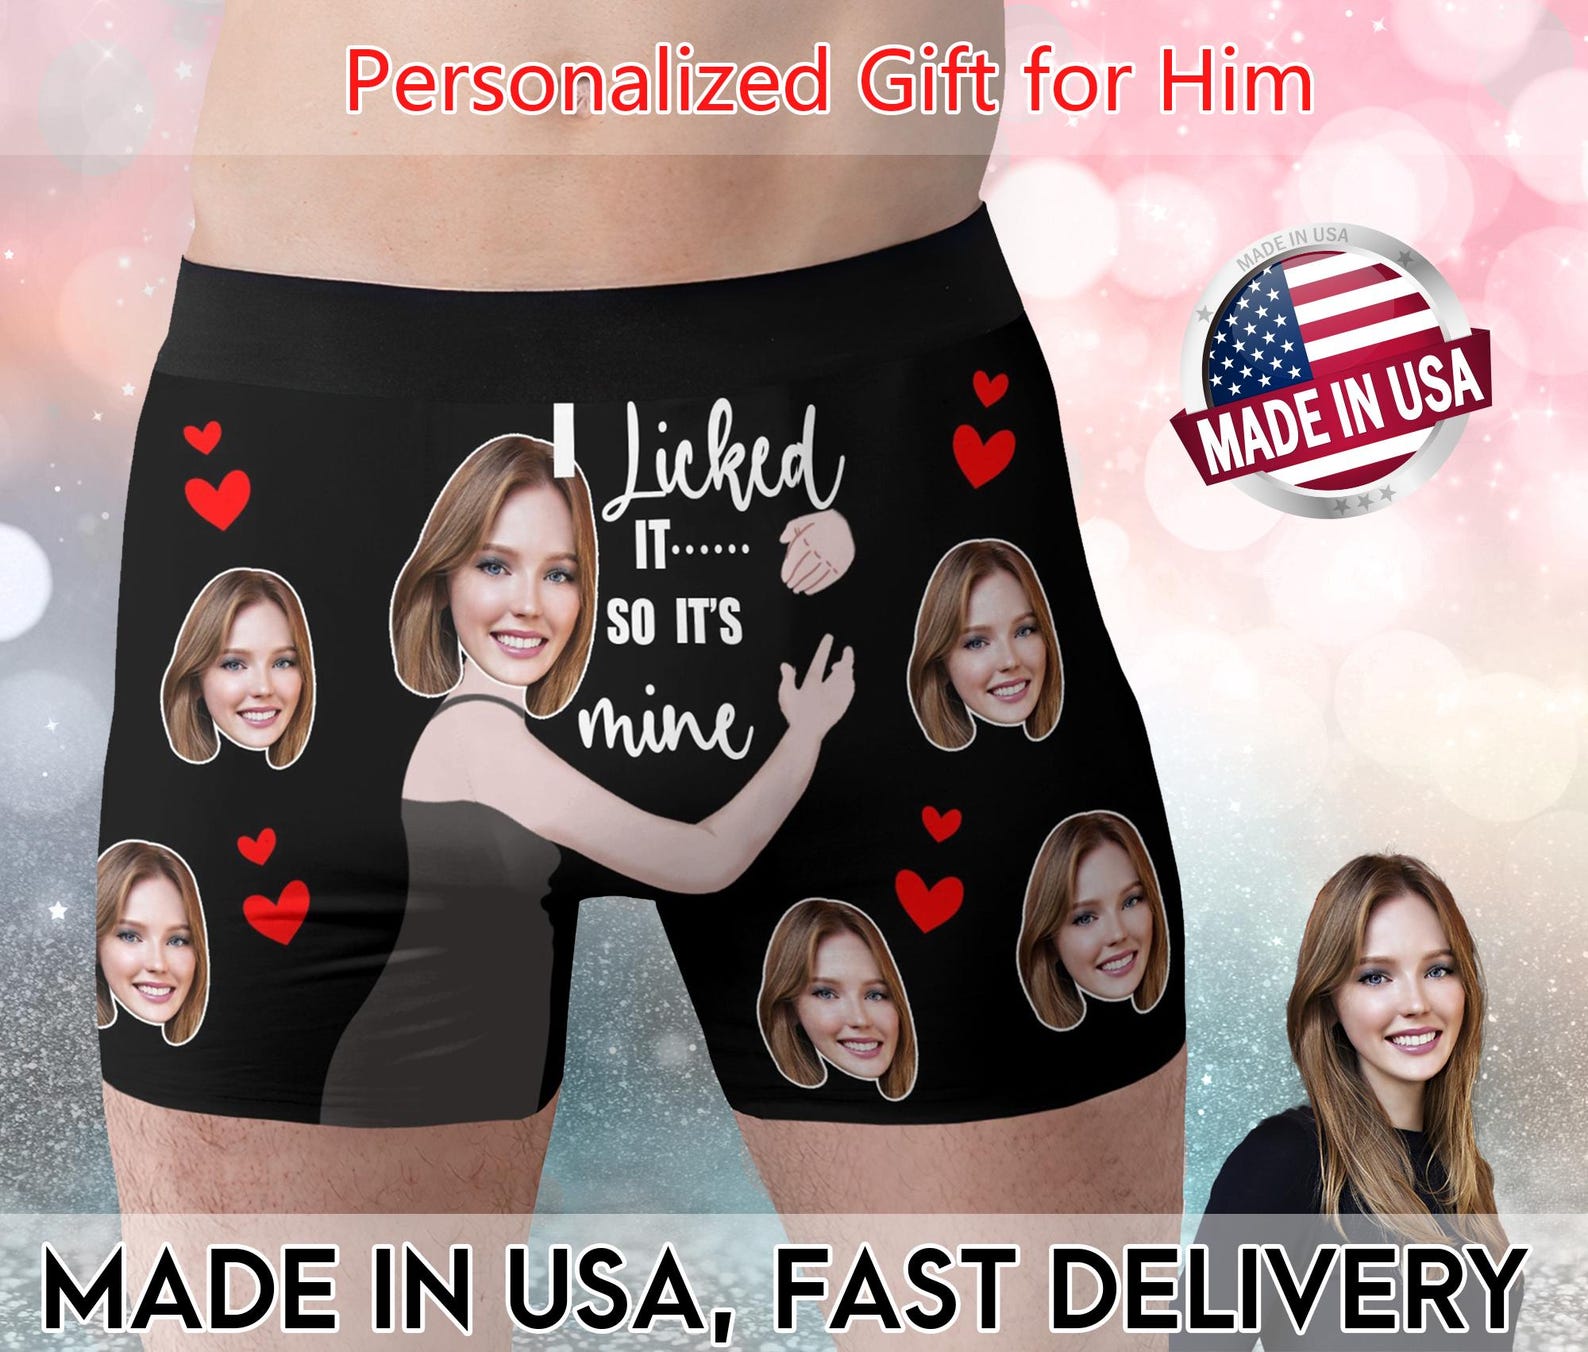 Personalized Gift for Him
MADE IN USA
MADE IN USA
I Licked
IT......
SO IT'S
mine
MADE IN USA, FAST DELIVERY